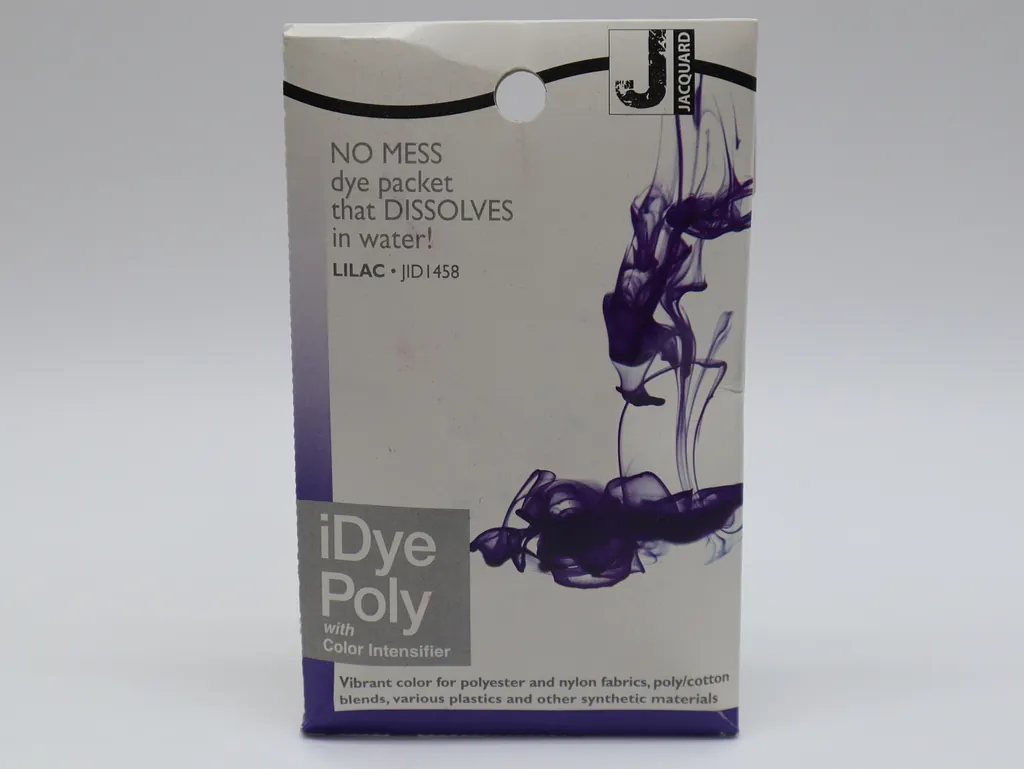 J
JACQUARD
NO MESS
dye packet
that DISSOLVES
in water!
LILAC • JID1458
iDye
Poly
with
Color Intensifier
Vibrant color for polyester and nylon fabrics, poly/cotton
blends, various plastics and other synthetic materials